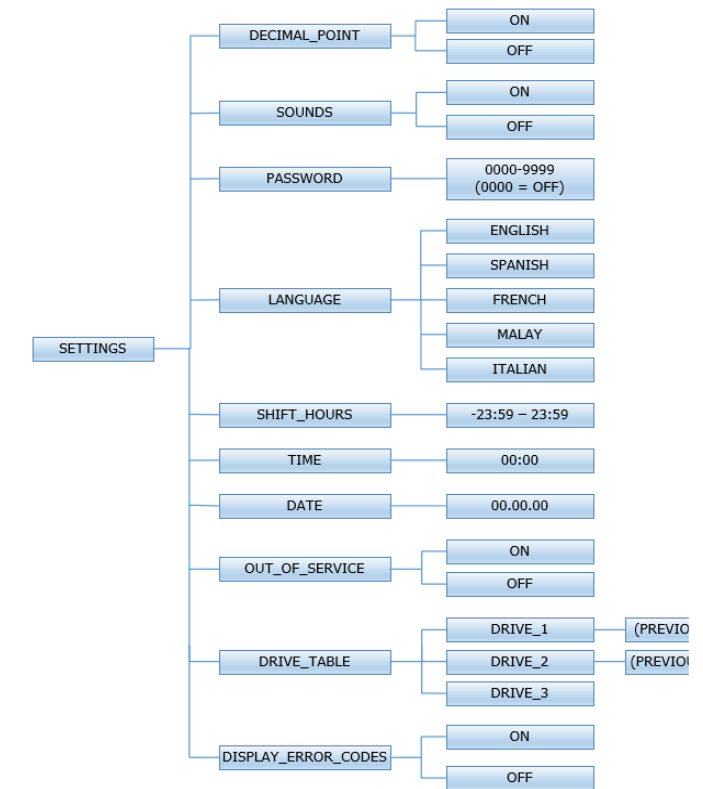 SETTINGS
DECIMAL_POINT
ON
OFF
SOUNDS
ON
OFF
PASSWORD
0000-9999
(0000 = OFF)
LANGUAGE
ENGLISH
SPANISH
FRENCH
MALAY
ITALIAN
SHIFT_HOURS
-23:59 – 23:59
TIME
00:00
DATE
00.00.00
OUT_OF_SERVICE
ON
OFF
DRIVE_TABLE
DRIVE_1
(PREVIO
DRIVE_2
(PREVIOU
DRIVE_3
DISPLAY_ERROR_CODES
ON
OFF